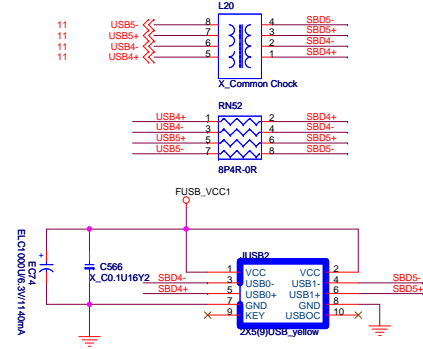 L20
11 USB5- 8 4 SBD5-
11 USB5+ 7 3 SBD5+
11 USB4- 6 2 SBD4-
11 USB4+ 5 1 SBD4+
X_Common Chock
RN52
USB4+ 1 2 SBD4+
USB4- 3 4 SBD4-
USB5+ 5 6 SBD5+
USB5- 7 8 SBD5-
8P4R-0R
FUSB_VCC1
+
EC74
ELC1000U/6.3V/1140mA
C566
X_C0.1U16Y2
JUSB2
1 VCC VCC 2
SBD4- 3 USB0- USB1- 4 SBD5-
SBD4+ 5 USB0+ USB1+ 6 SBD5+
7 GND GND 8
9 KEY USBOC 10
2X5(9)USB_yellow